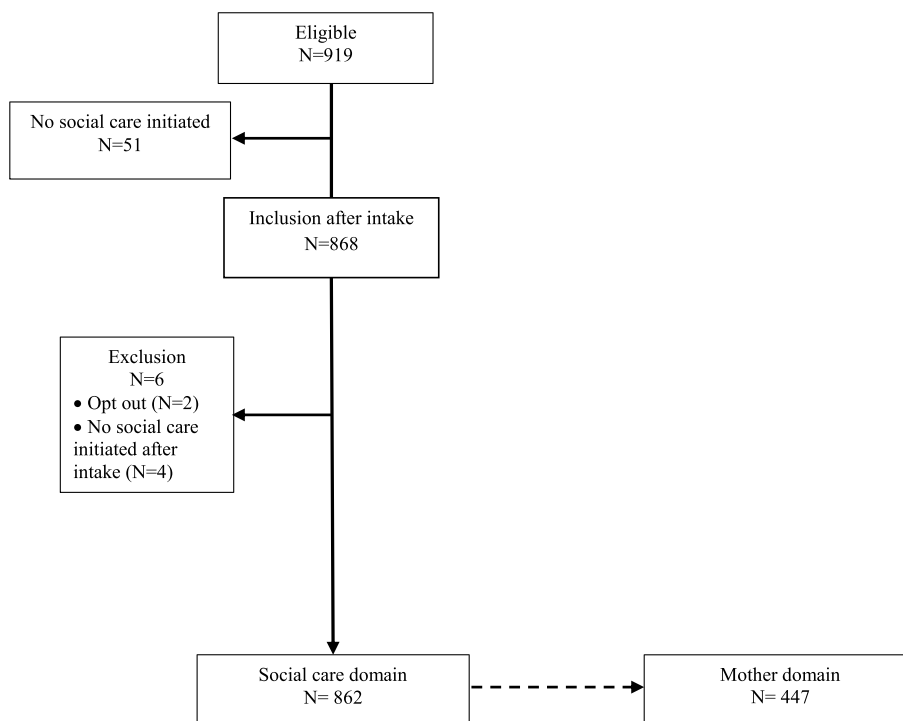 Eligible
N=919
No social care initiated
N=51
Inclusion after intake
N=868
Exclusion
N=6
• Opt out (N=2)
• No social care
initiated after
intake (N=4)
Social care domain
N= 862
Mother domain
N= 447